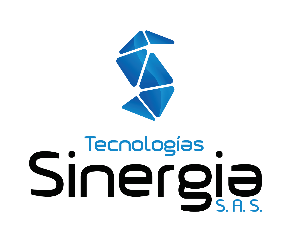 Tecnologías
Sinergia
S. A. S.